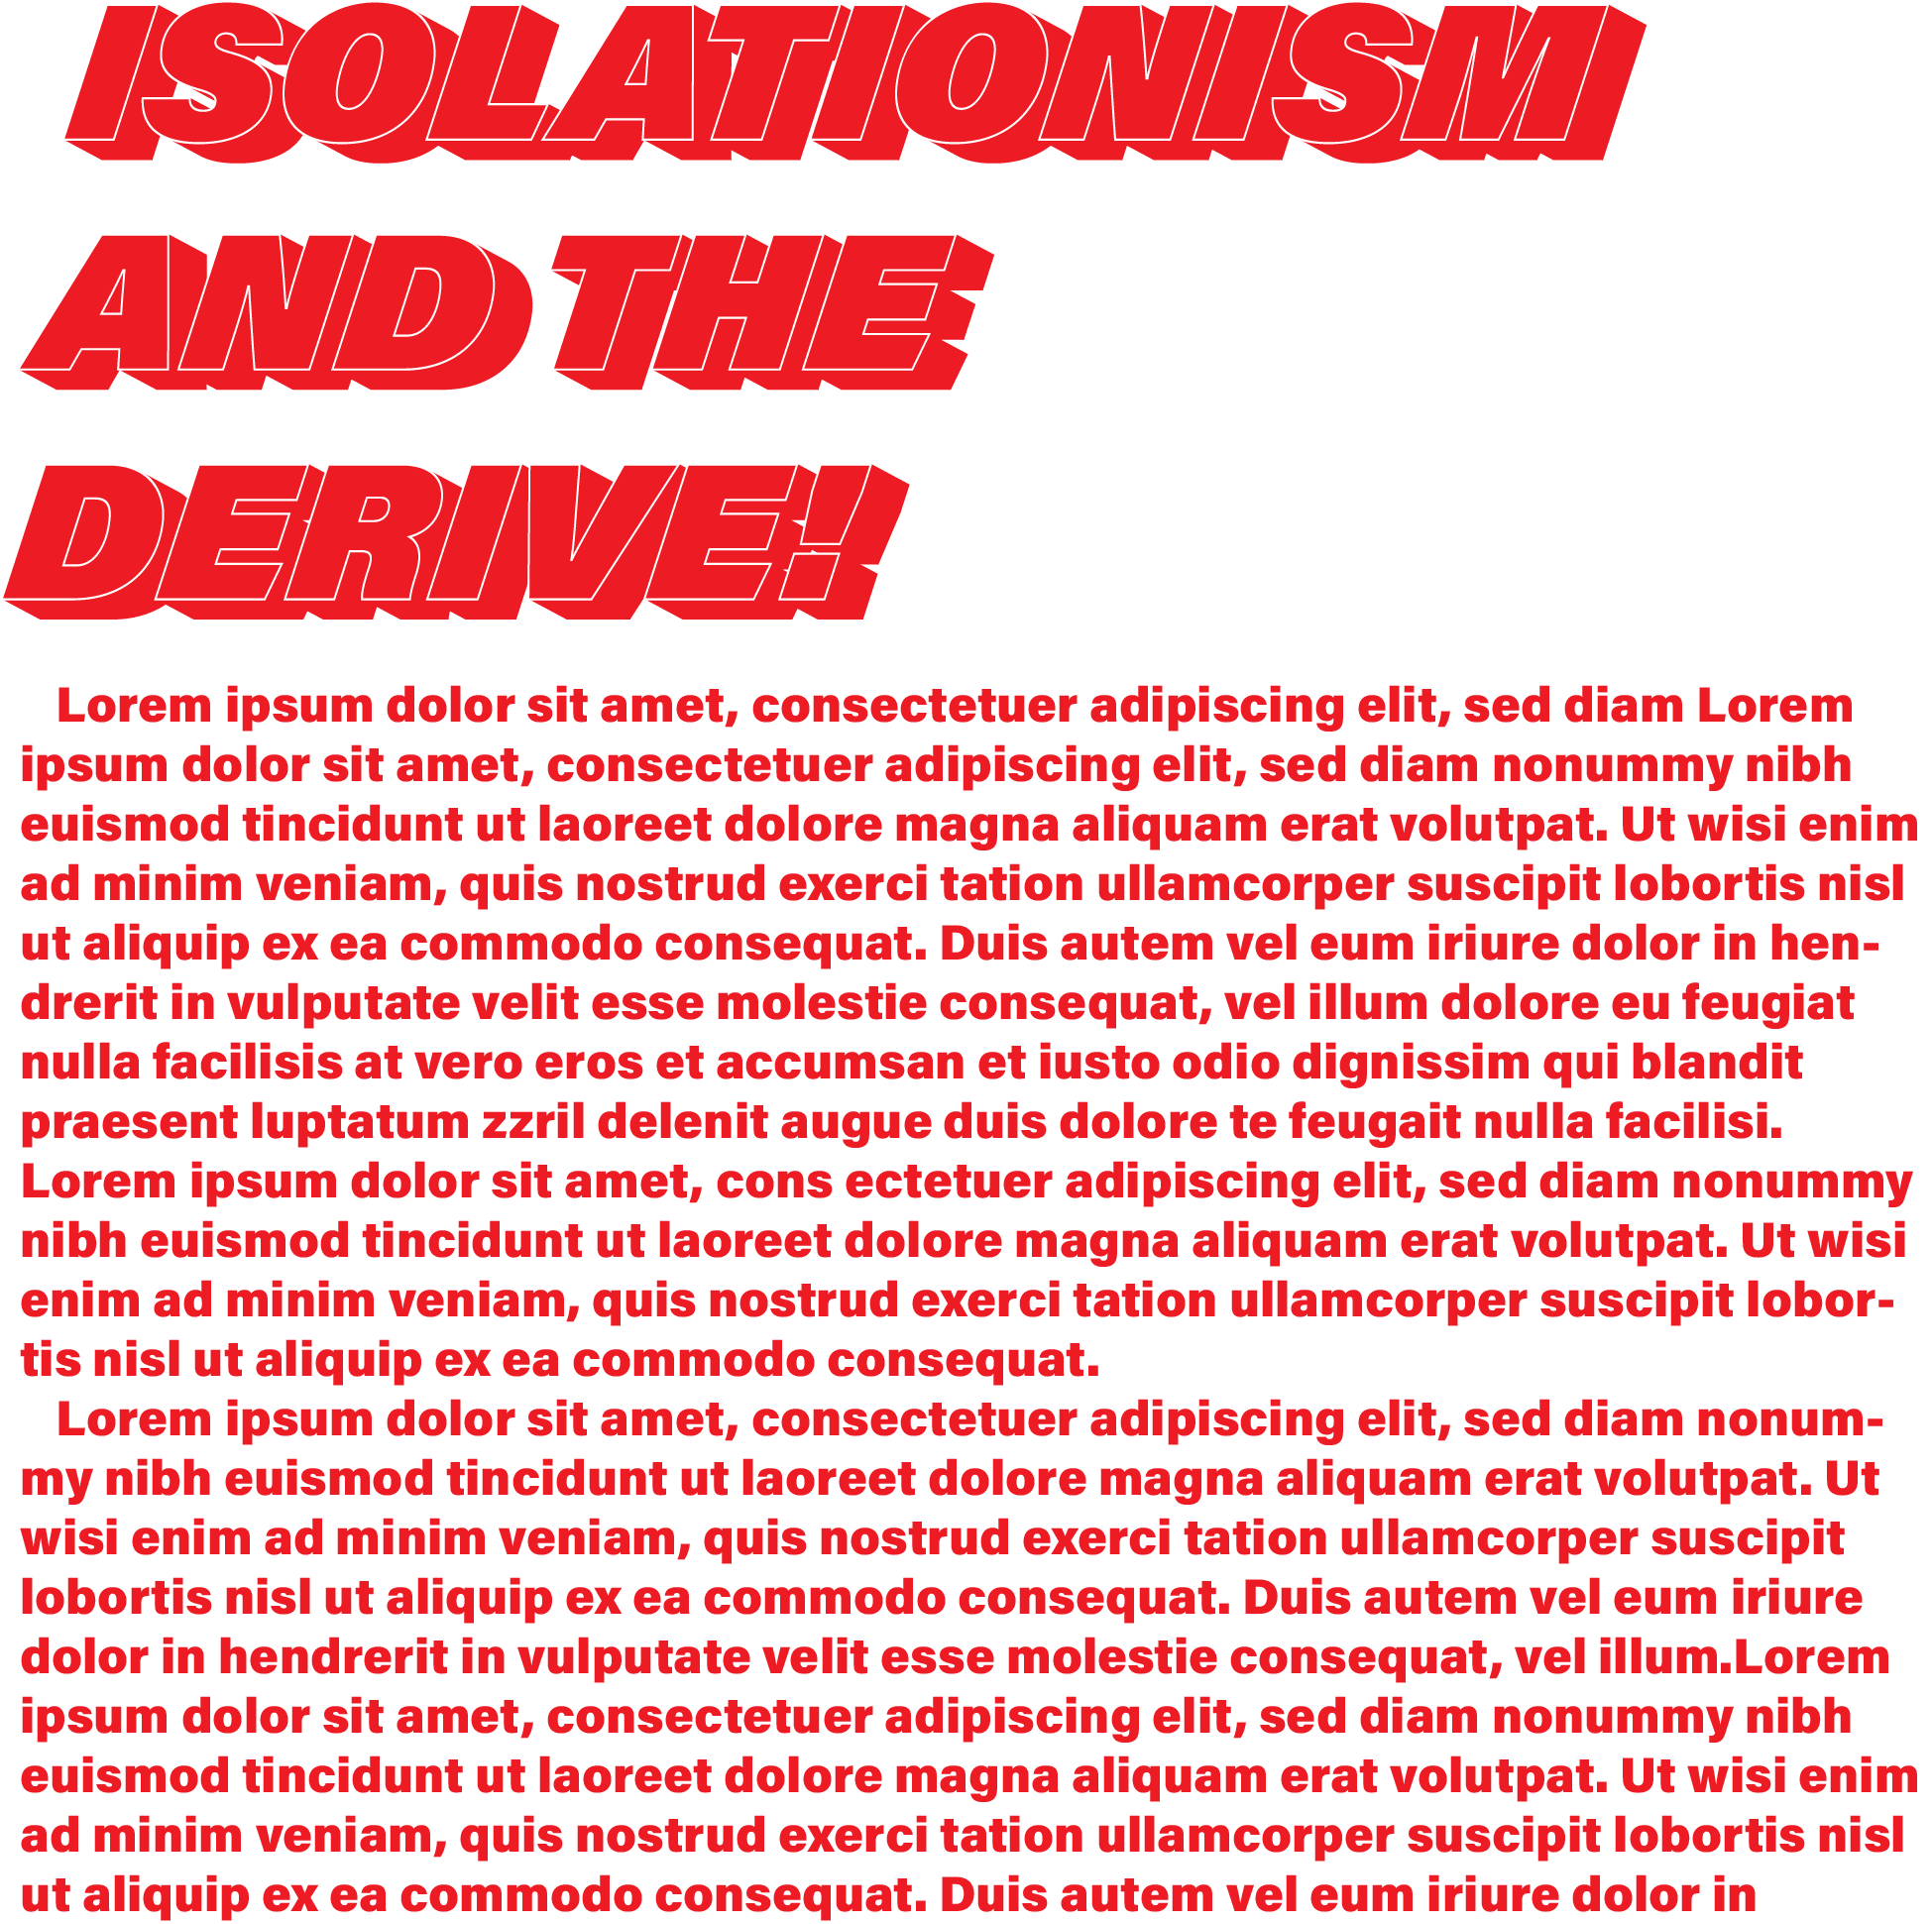 ISOLATIONISM
AND THE
DERIVE!
Lorem ipsum dolor sit amet, consectetuer adipiscing elit, sed diam Lorem
ipsum dolor sit amet, consectetuer adipiscing elit, sed diam nonummy nibh
euismod tincidunt ut laoreet dolore magna aliquam erat volutpat. Ut wisi enim
ad minim veniam, quis nostrud exerci tation ullamcorper suscipit lobortis nisl
ut aliquip ex ea commodo consequat. Duis autem vel eum iriure dolor in hen-
drerit in vulputate velit esse molestie consequat, vel illum dolore eu feugiat
nulla facilisis at vero eros et accumsan et iusto odio dignissim qui blandit
praesent luptatum zzril delenit augue duis dolore te feugait nulla facilisi.
Lorem ipsum dolor sit amet, cons ectetuer adipiscing elit, sed diam nonummy
nibh euismod tincidunt ut laoreet dolore magna aliquam erat volutpat. Ut wisi
enim ad minim veniam, quis nostrud exerci tation ullamcorper suscipit lobor-
tis nisl ut aliquip ex ea commodo consequat.
Lorem ipsum dolor sit amet, consectetuer adipiscing elit, sed diam nonum-
my nibh euismod tincidunt ut laoreet dolore magna aliquam erat volutpat. Ut
wisi enim ad minim veniam, quis nostrud exerci tation ullamcorper suscipit
lobortis nisl ut aliquip ex ea commodo consequat. Duis autem vel eum iriure
dolor in hendrerit in vulputate velit esse molestie consequat, vel illum.Lorem
ipsum dolor sit amet, consectetuer adipiscing elit, sed diam nonummy nibh
euismod tincidunt ut laoreet dolore magna aliquam erat volutpat. Ut wisi enim
ad minim veniam, quis nostrud exerci tation ullamcorper suscipit lobortis nisl
ut aliquip ex ea commodo consequat. Duis autem vel eum iriure dolor in